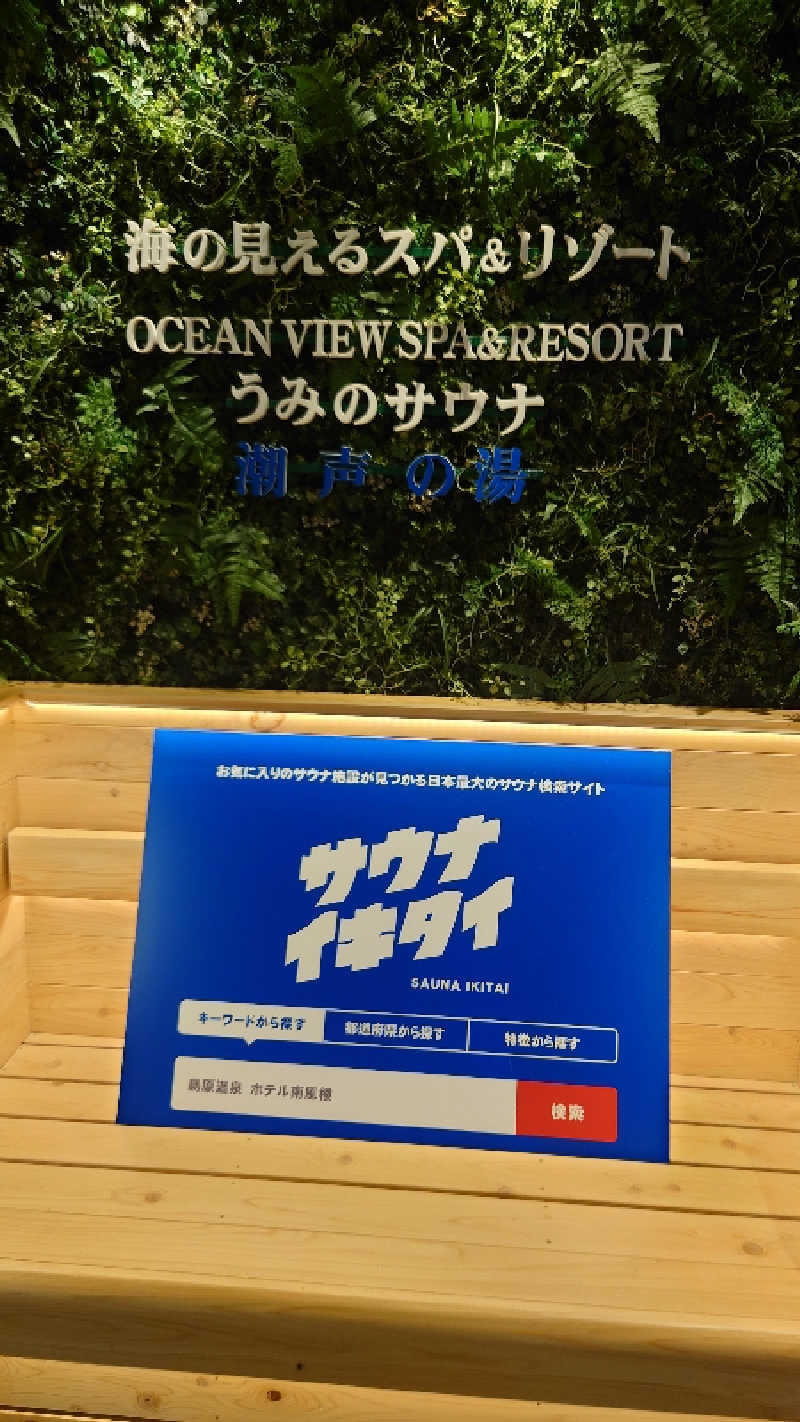 海の見えるスパ&リゾート
OCEAN VIEW SPA&RESORT
うみのサウナ
潮声の湯
お気に入りのサウナ施設が見つかる日本最大のサウナ検索サイト
サウナ
イキタイ
SAUNA IKITAI
キーワードから探す 都道府県から探す 特徴から探す
島原温泉 ホテル南風楼 検索